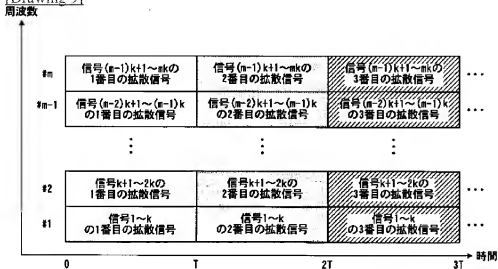 [Drawing 9]
周波数
#m
信号(m-1)k+1~mkの
1番目の拡散信号
信号(m-1)k+1~mkの
2番目の拡散信号
信号(m-1)k+1~mkの
3番目の拡散信号
...
#m-1
信号(m-2)k+1~(m-1)k
の1番目の拡散信号
信号(m-2)k+1~(m-1)k
の2番目の拡散信号
信号(m-2)k+1~(m-1)k
の3番目の拡散信号
...
#2
信号k+1~2kの
1番目の拡散信号
信号k+1~2kの
2番目の拡散信号
信号k+1~2kの
3番目の拡散信号
...
#1
信号1~k
の1番目の拡散信号
信号1~k
の2番目の拡散信号
信号1~k
の3番目の拡散信号
...
時間
0 T 2T 3T